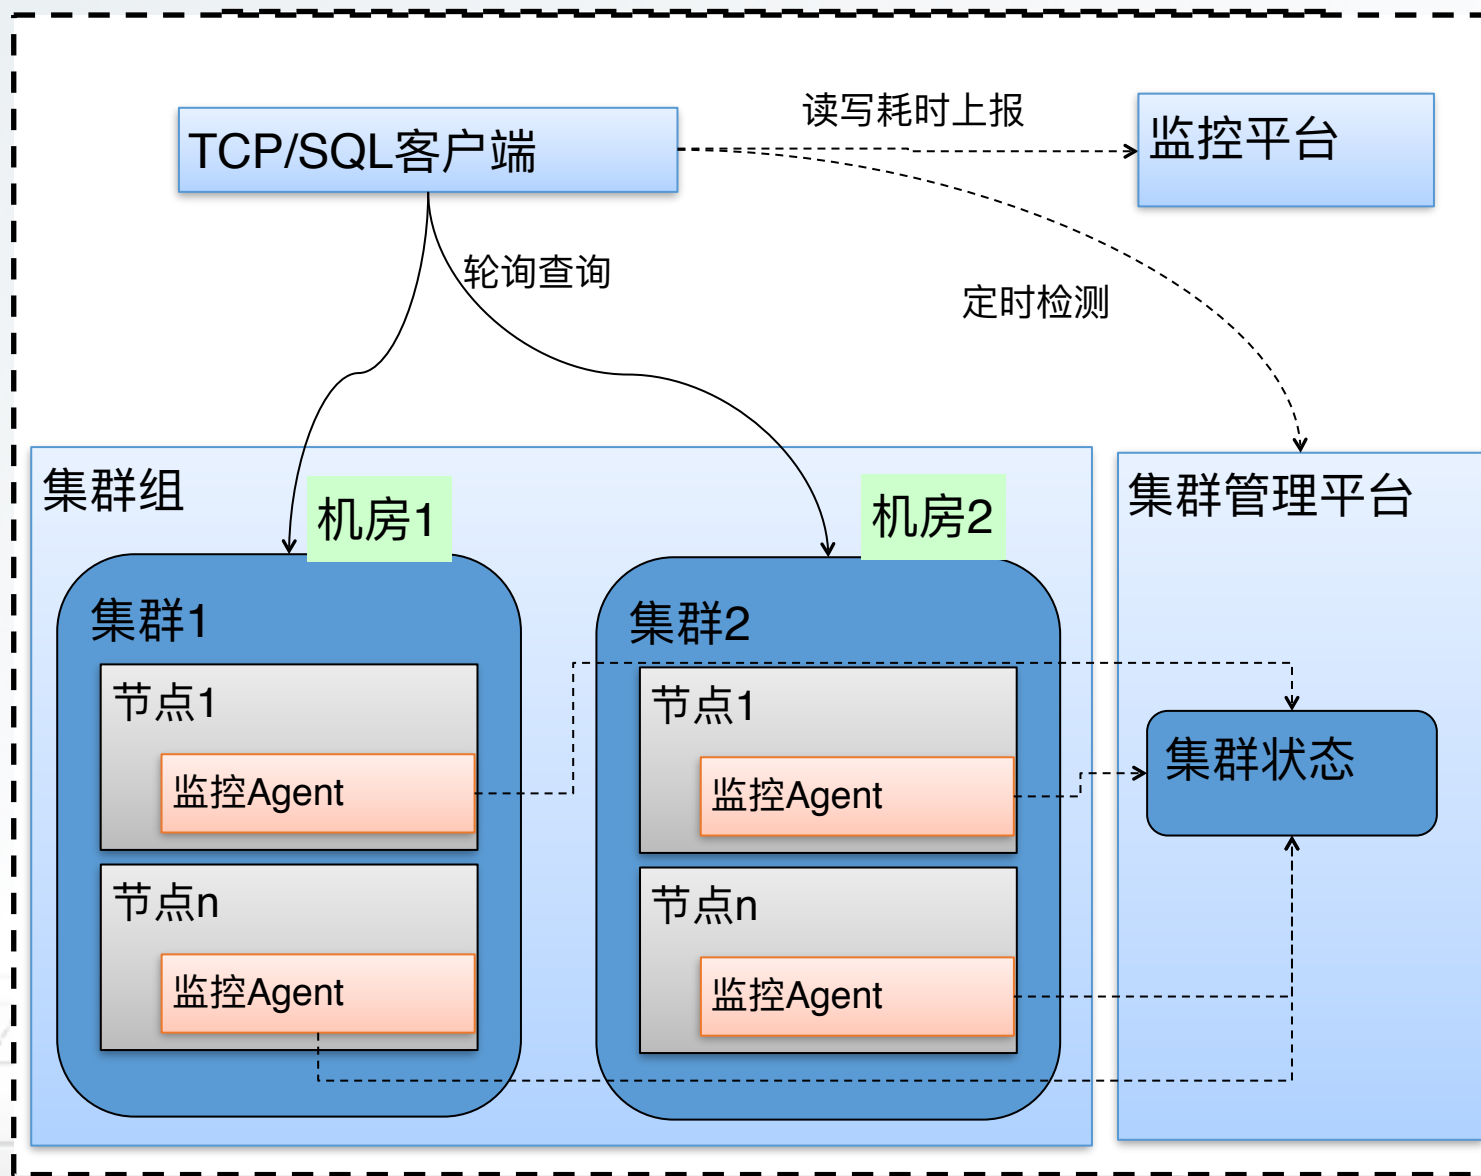 读写耗时上报
TCP/SQL客户端
监控平台
轮询查询
定时检测
集群组
机房1
机房2
集群管理平台
集群1
集群2
节点1
节点1
监控Agent
监控Agent
集群状态
节点n
节点n
监控Agent
监控Agent